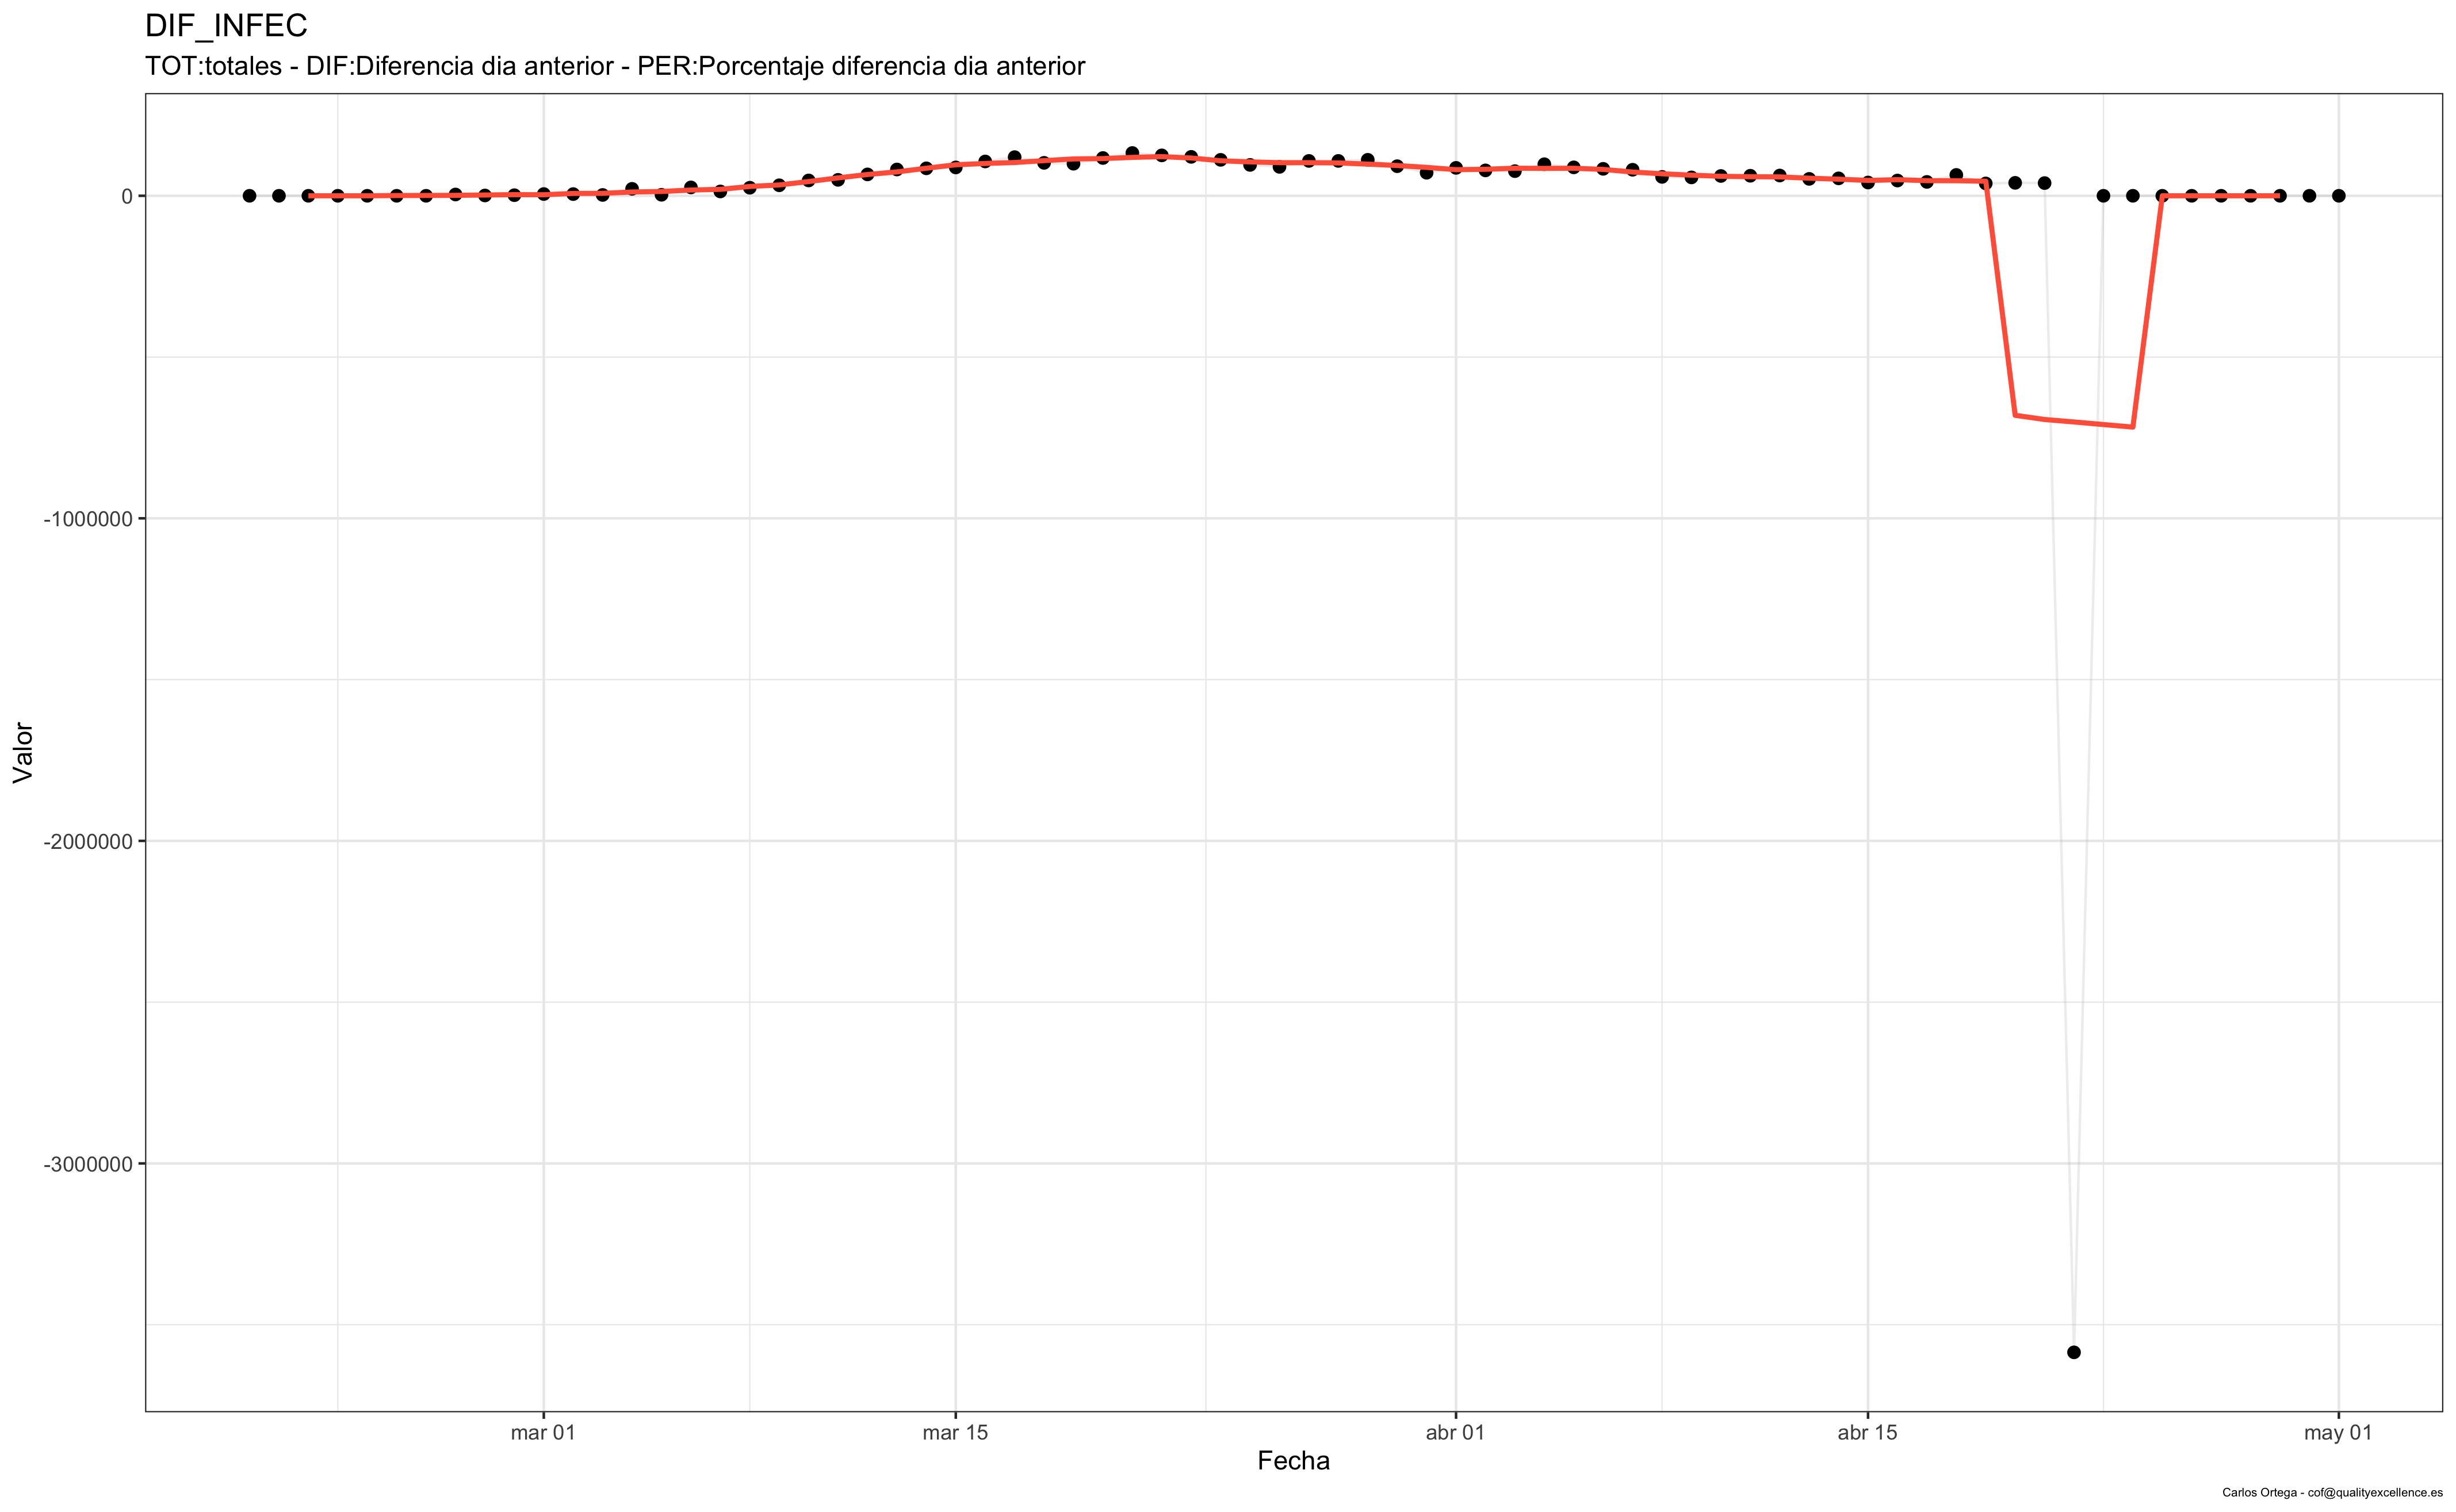 DIF_INFEC
TOT:totales - DIF:Diferencia dia anterior - PER:Porcentaje diferencia dia anterior
Valor
0
-1000000
-2000000
-3000000
mar 01
mar 15
abr 01
abr 15
may 01
Fecha
Carlos Ortega - cof@qualityexcellence.es